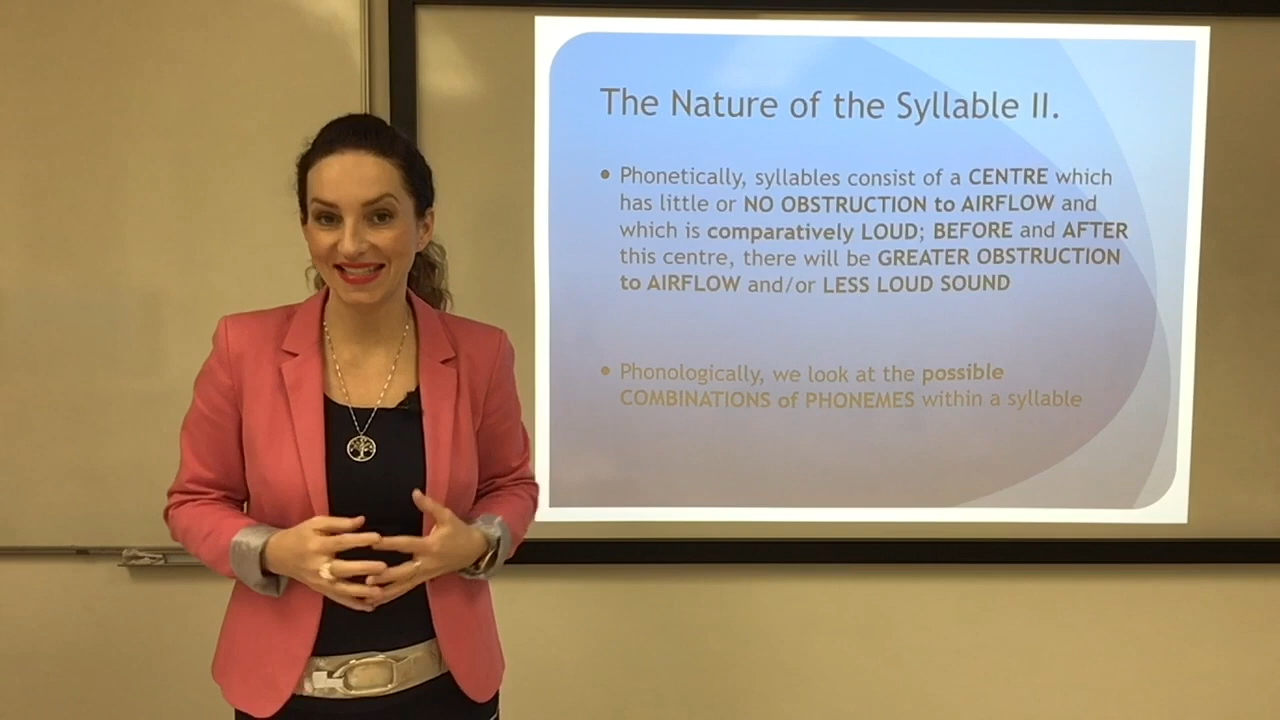 The Nature of the Syllable II.
• Phonetically, syllables consist of a CENTRE which
has little or NO OBSTRUCTION to AIRFLOW and
which is comparatively LOUD; BEFORE and AFTER
this centre, there will be GREATER OBSTRUCTION
to AIRFLOW and/or LESS LOUD SOUND
• Phonologically, we look at the possible
COMBINATIONS of PHONEMES within a syllable